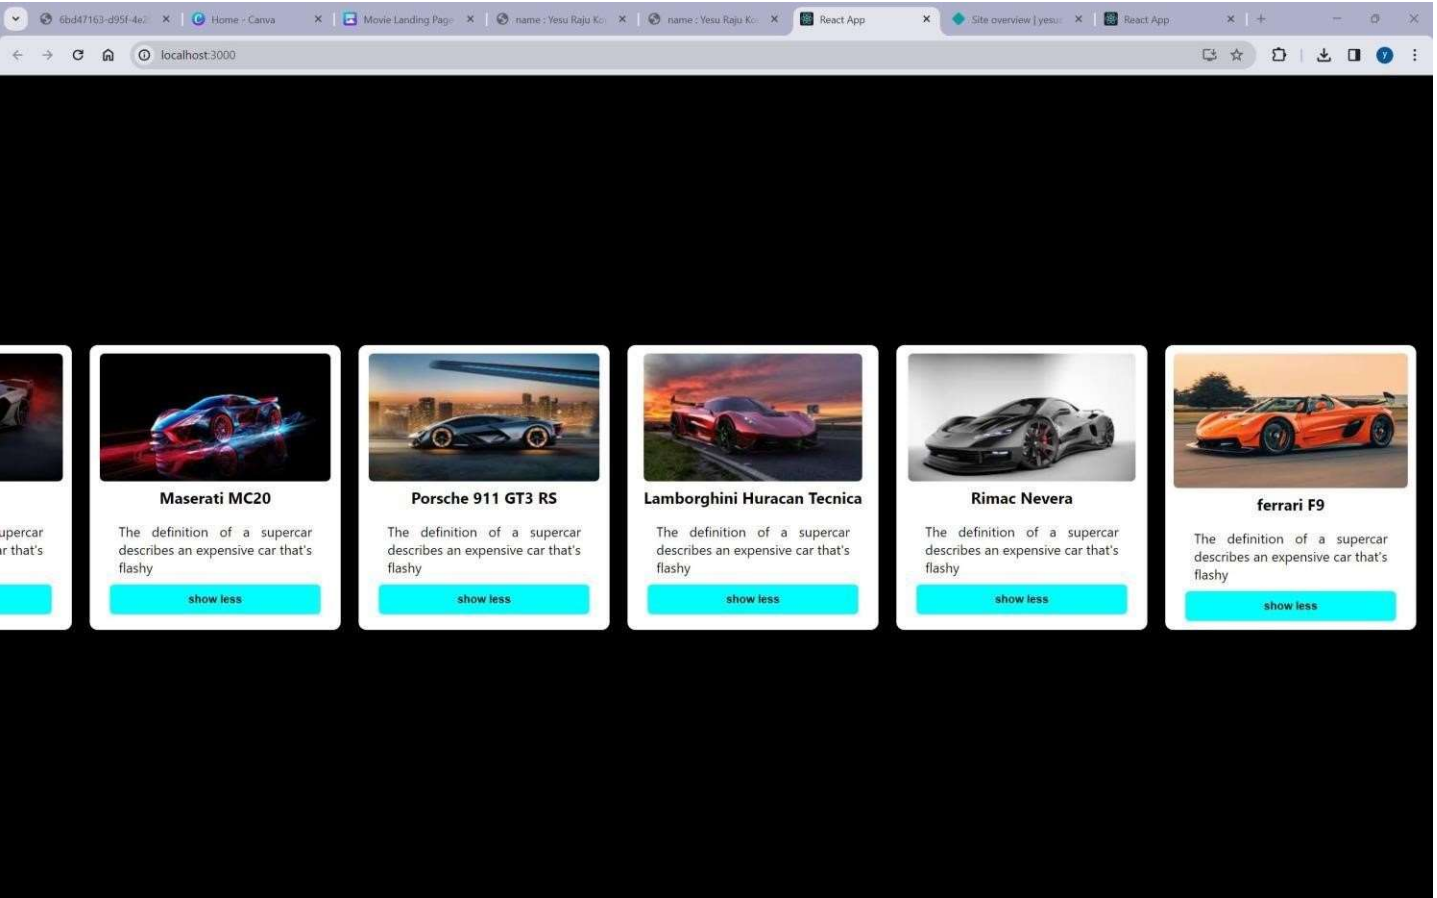 6bd47163-d95f-4e2
Home - Canva
Movie Landing Page
name : Yesu Raju Ko
name : Yesu Raju Ko
React App
Site overview | yesu
React App
localhost:3000
y
upercar
r that's
Maserati MC20
The definition of a supercar
describes an expensive car that's
flashy
show less
Porsche 911 GT3 RS
The definition of a supercar
describes an expensive car that's
flashy
show less
Lamborghini Huracan Tecnica
The definition of a supercar
describes an expensive car that's
flashy
show less
Rimac Nevera
The definition of a supercar
describes an expensive car that's
flashy
show less
ferrari F9
The definition of a supercar
describes an expensive car that's
flashy
show less